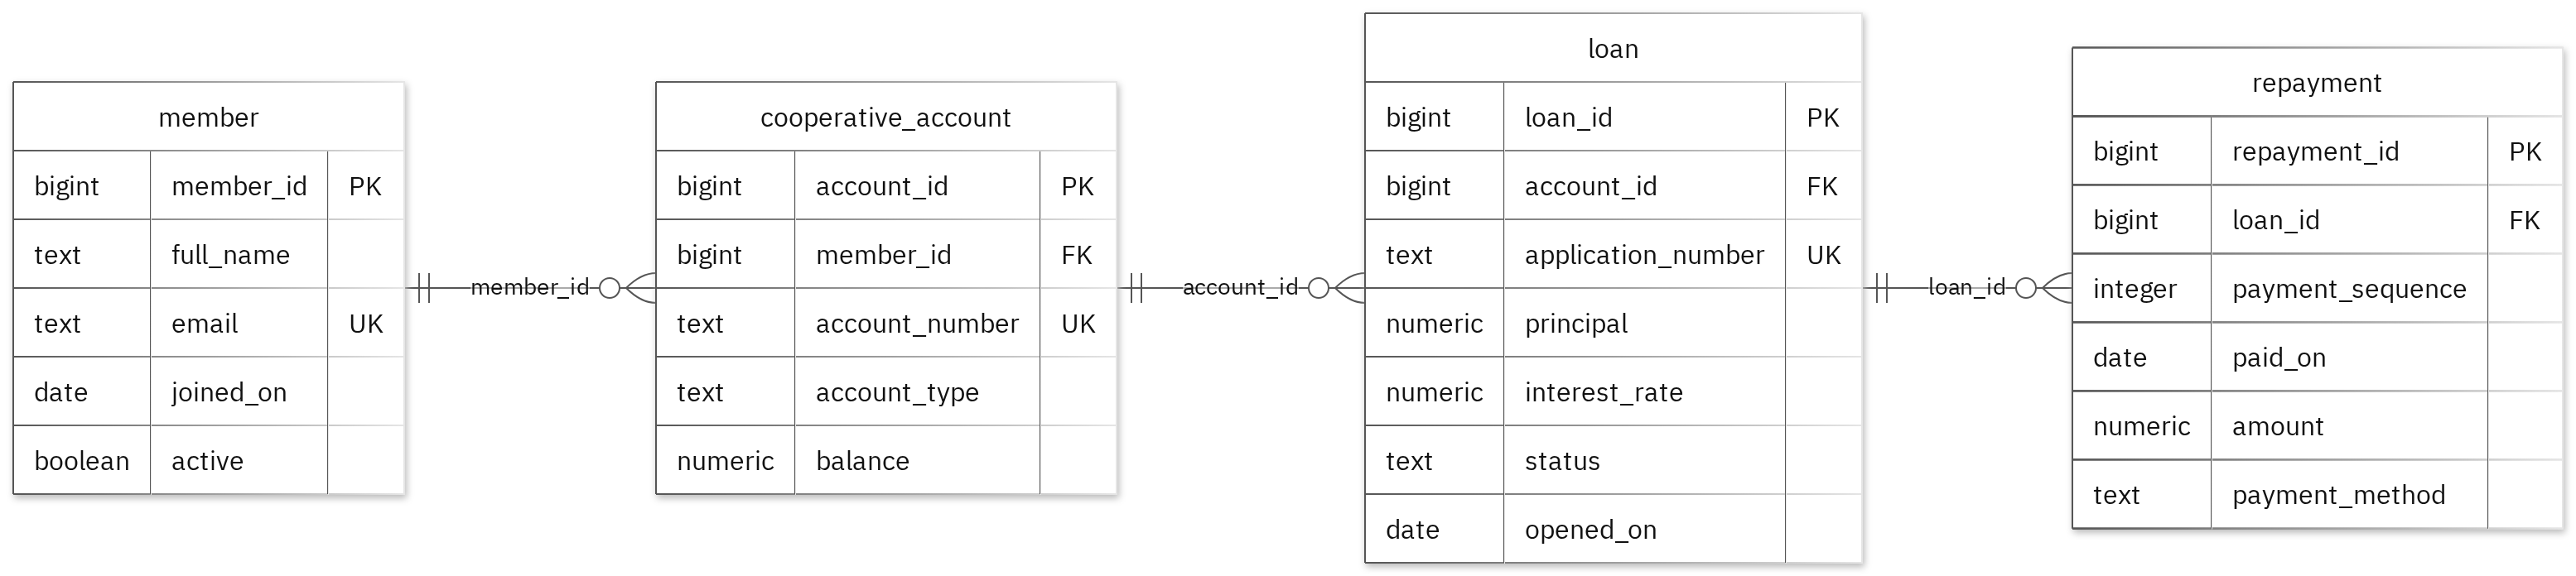 member
bigint member_id PK
text full_name
text email UK
date joined_on
boolean active
member_id
cooperative_account
bigint account_id PK
bigint member_id FK
text account_number UK
text account_type
numeric balance
account_id
loan
bigint loan_id PK
bigint account_id FK
text application_number UK
numeric principal
numeric interest_rate
text status
date opened_on
loan_id
repayment
bigint repayment_id PK
bigint loan_id FK
integer payment_sequence
date paid_on
numeric amount
text payment_method